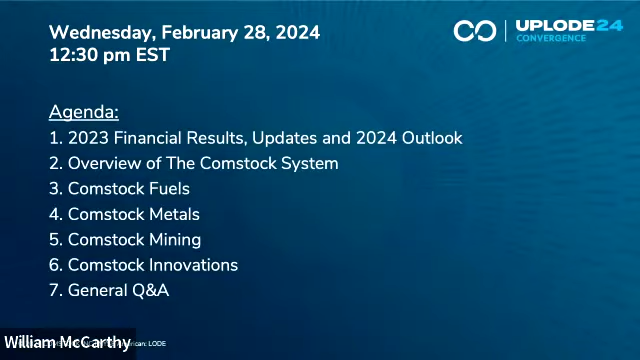 Wednesday, February 28, 2024
12:30 pm EST
UPLODE24
CONVERGENCE
Agenda:
1. 2023 Financial Results, Updates and 2024 Outlook
2. Overview of The Comstock System
3. Comstock Fuels
4. Comstock Metals
5. Comstock Mining
6. Comstock Innovations
7. General Q&A
William McCarthy
rican: LODE